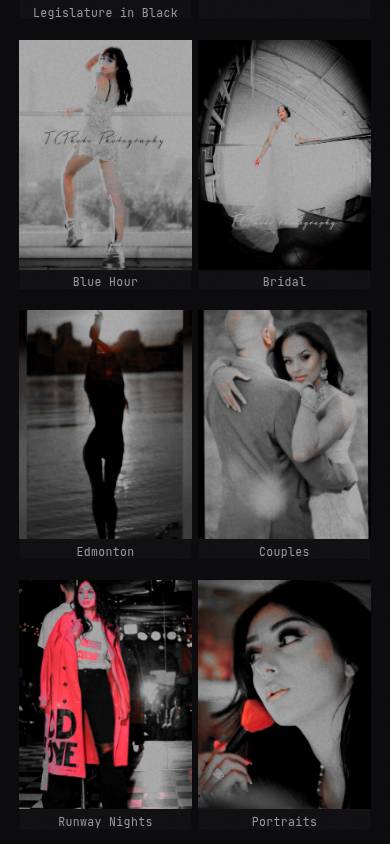 Legislature in Black
TCPhoto Photography
Blue Hour
Bridal
Edmonton
Couples
Runway Nights
Portraits